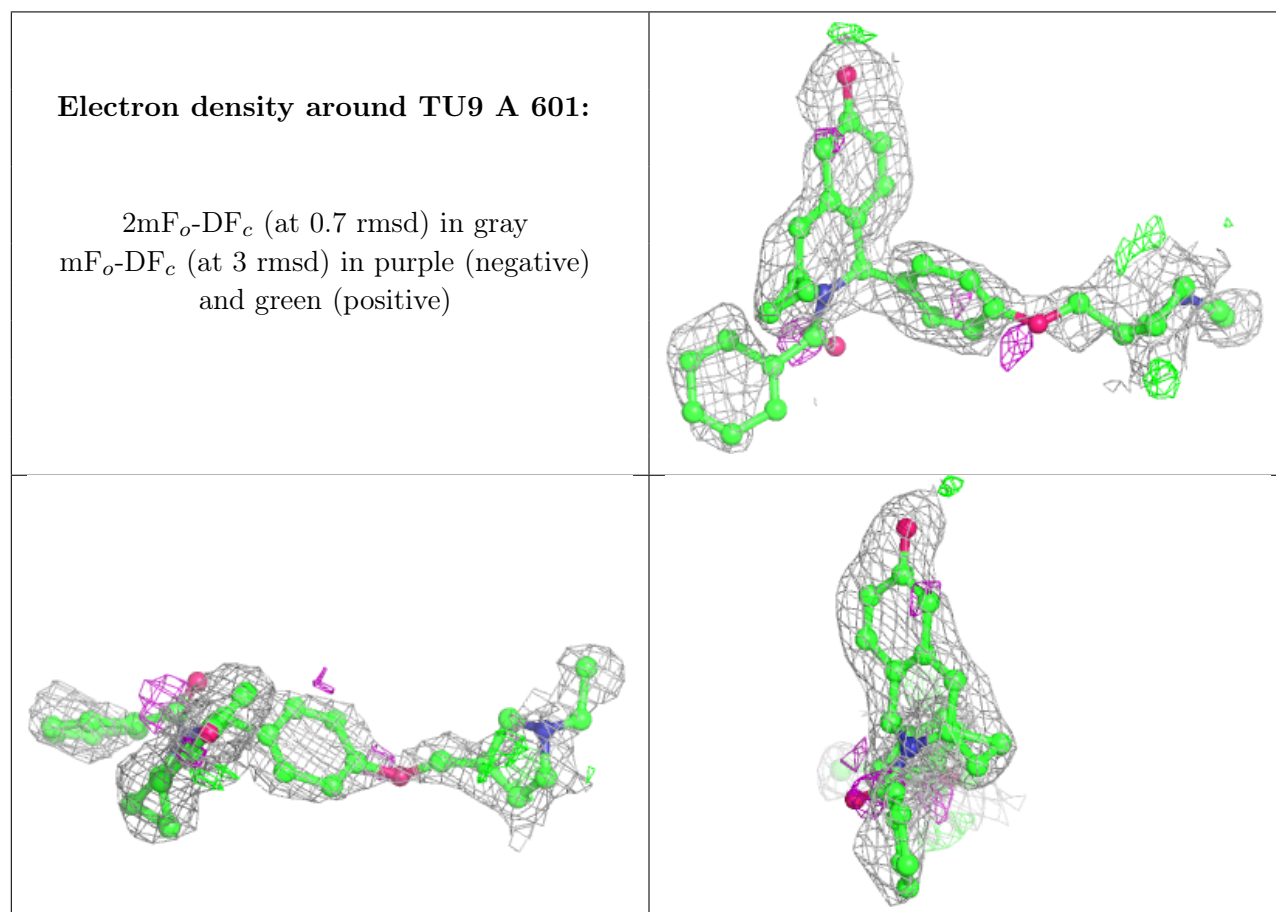 Electron density around TU9 A 601:
2mFo-DFc (at 0.7 rmsd) in gray
mFo-DFc (at 3 rmsd) in purple (negative)
and green (positive)